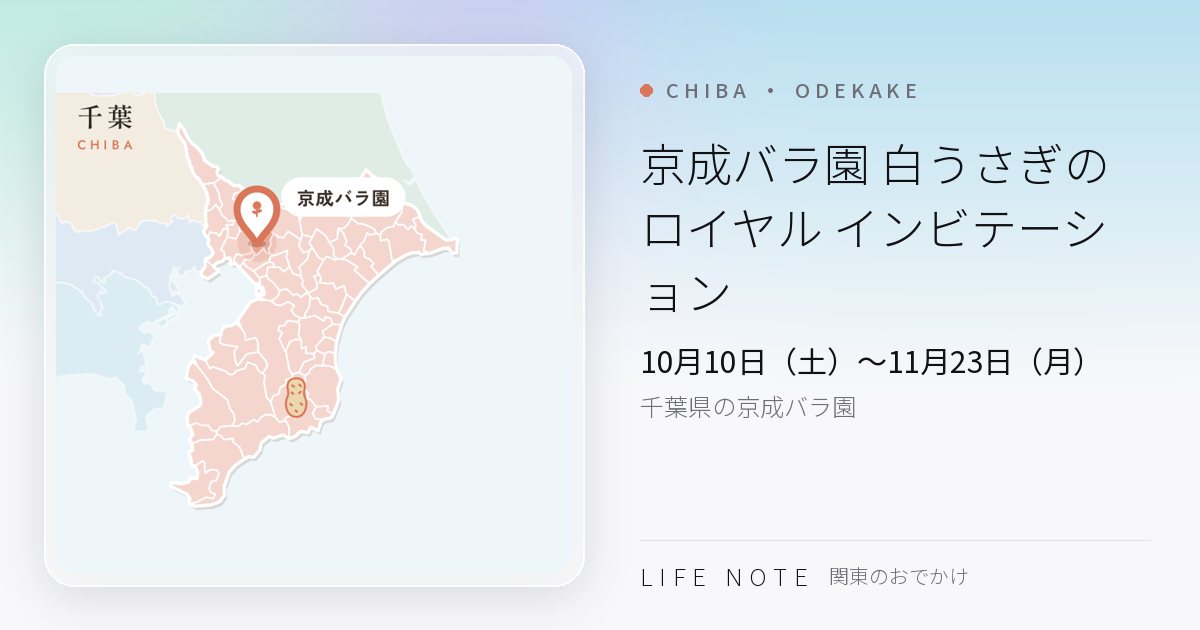 千葉
CHIBA
京成バラ園
CHIBA • ODEKAKE
京成バラ園 白うさぎの
ロイヤル インビテーシ
ョン
10月10日（土）〜11月23日（月）
千葉県の京成バラ園
LIFE NOTE 関東のおでかけ